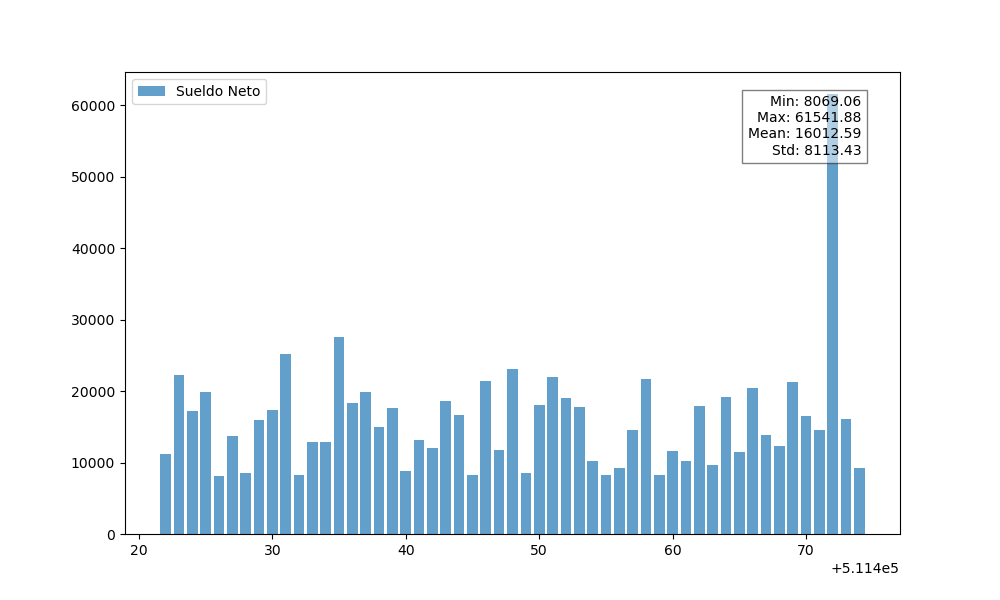 Sueldo Neto
Min: 8069.06
Max: 61541.88
Mean: 16012.59
Std: 8113.43
60000
50000
40000
30000
20000
10000
0
20 30 40 50 60 70
+5.114e5